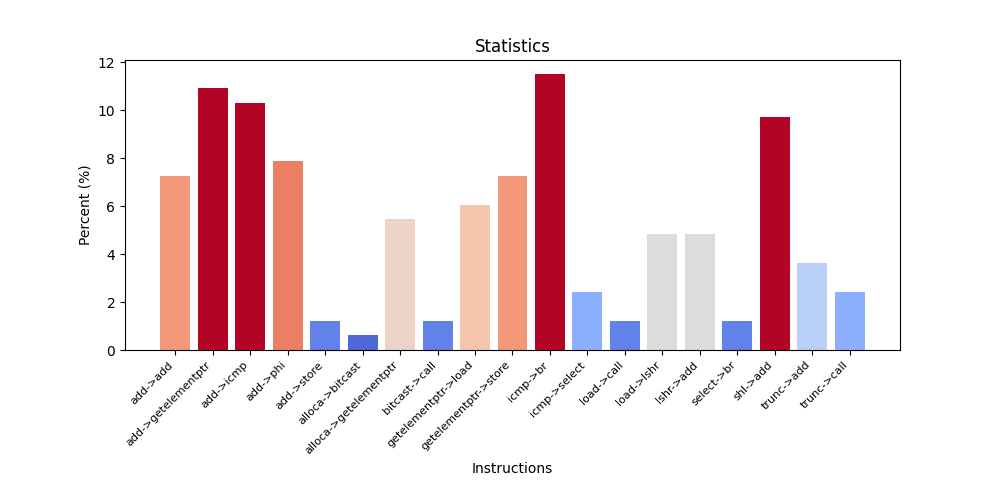 Statistics
Percent (%)
12
10
8
6
4
2
0
add->add
add->getelementptr
add->icmp
add->phi
add->store
alloca->bitcast
alloca->getelementptr
bitcast->call
getelementptr->load
getelementptr->store
icmp->br
icmp->select
load->call
load->lshr
lshr->add
select->br
shl->add
trunc->add
trunc->call
Instructions